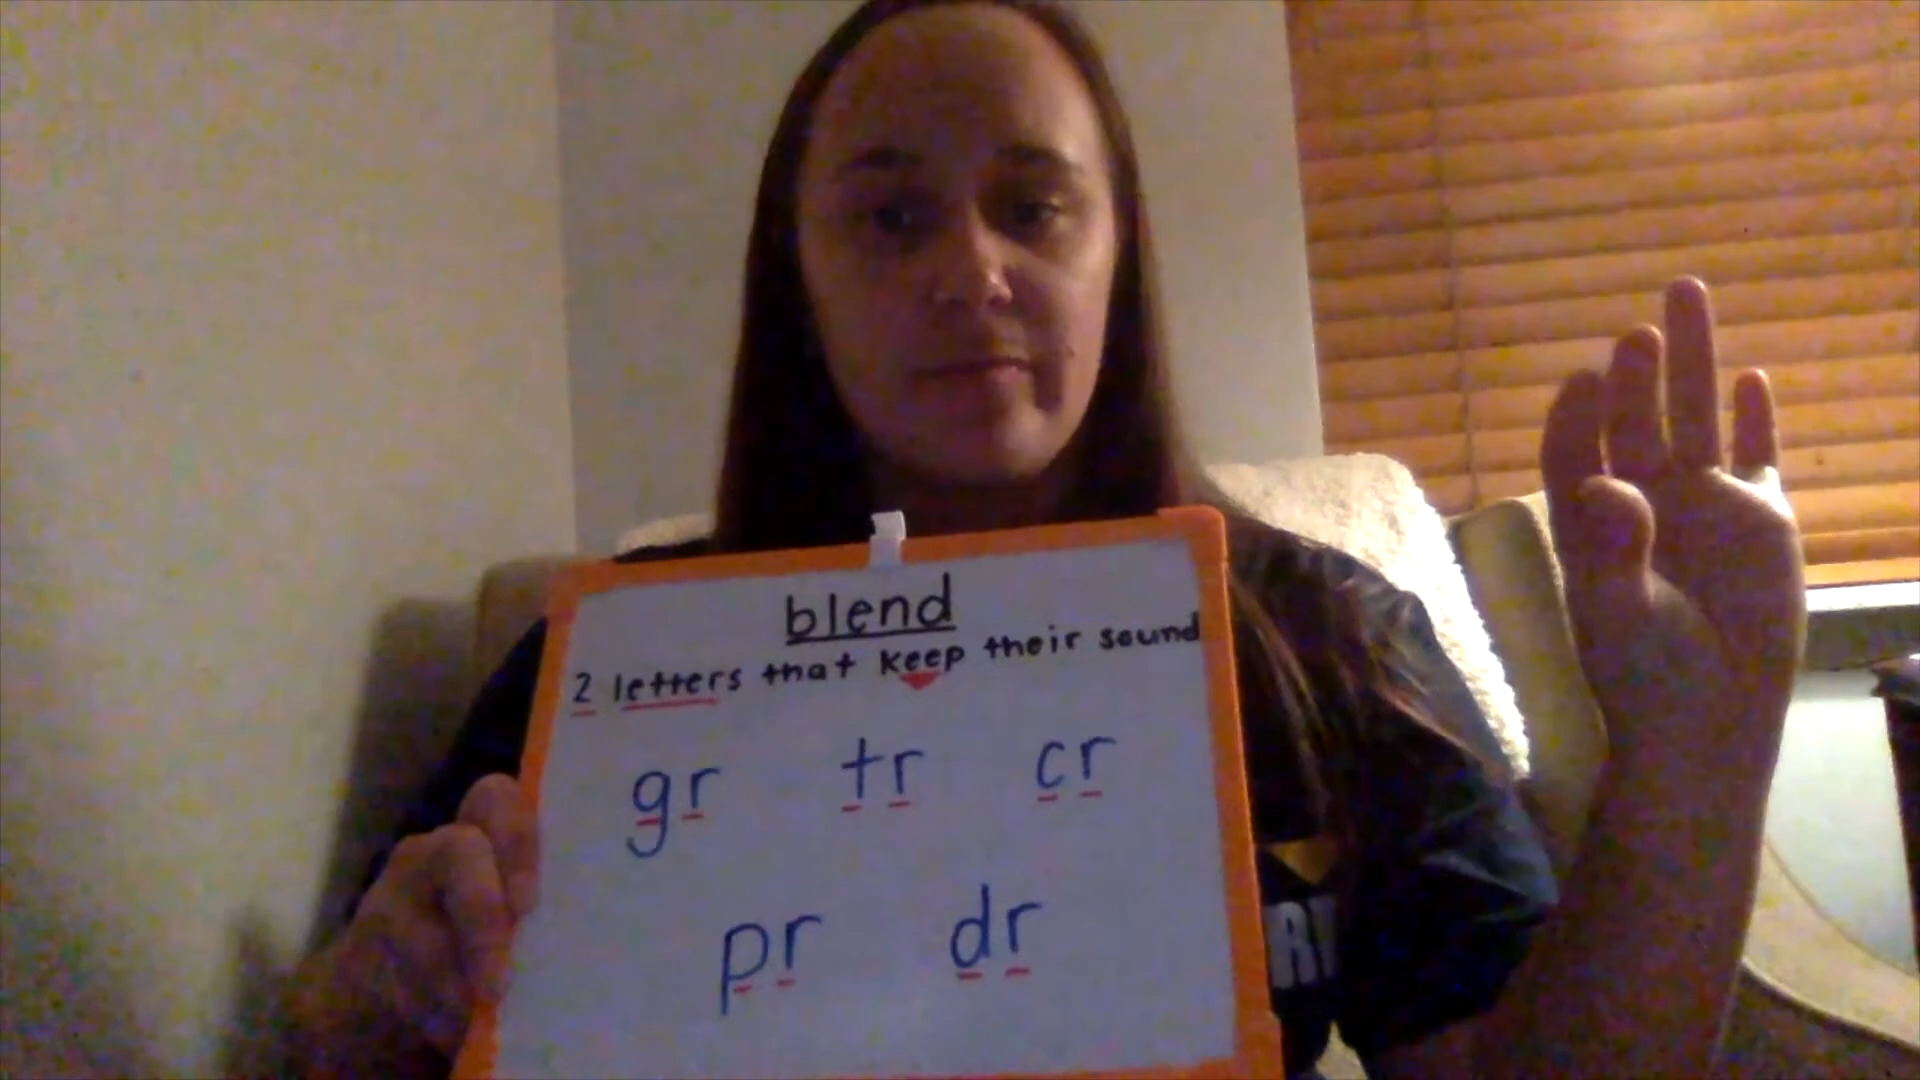 blend
2 letters that keep their sound
gr tr cr
pr dr